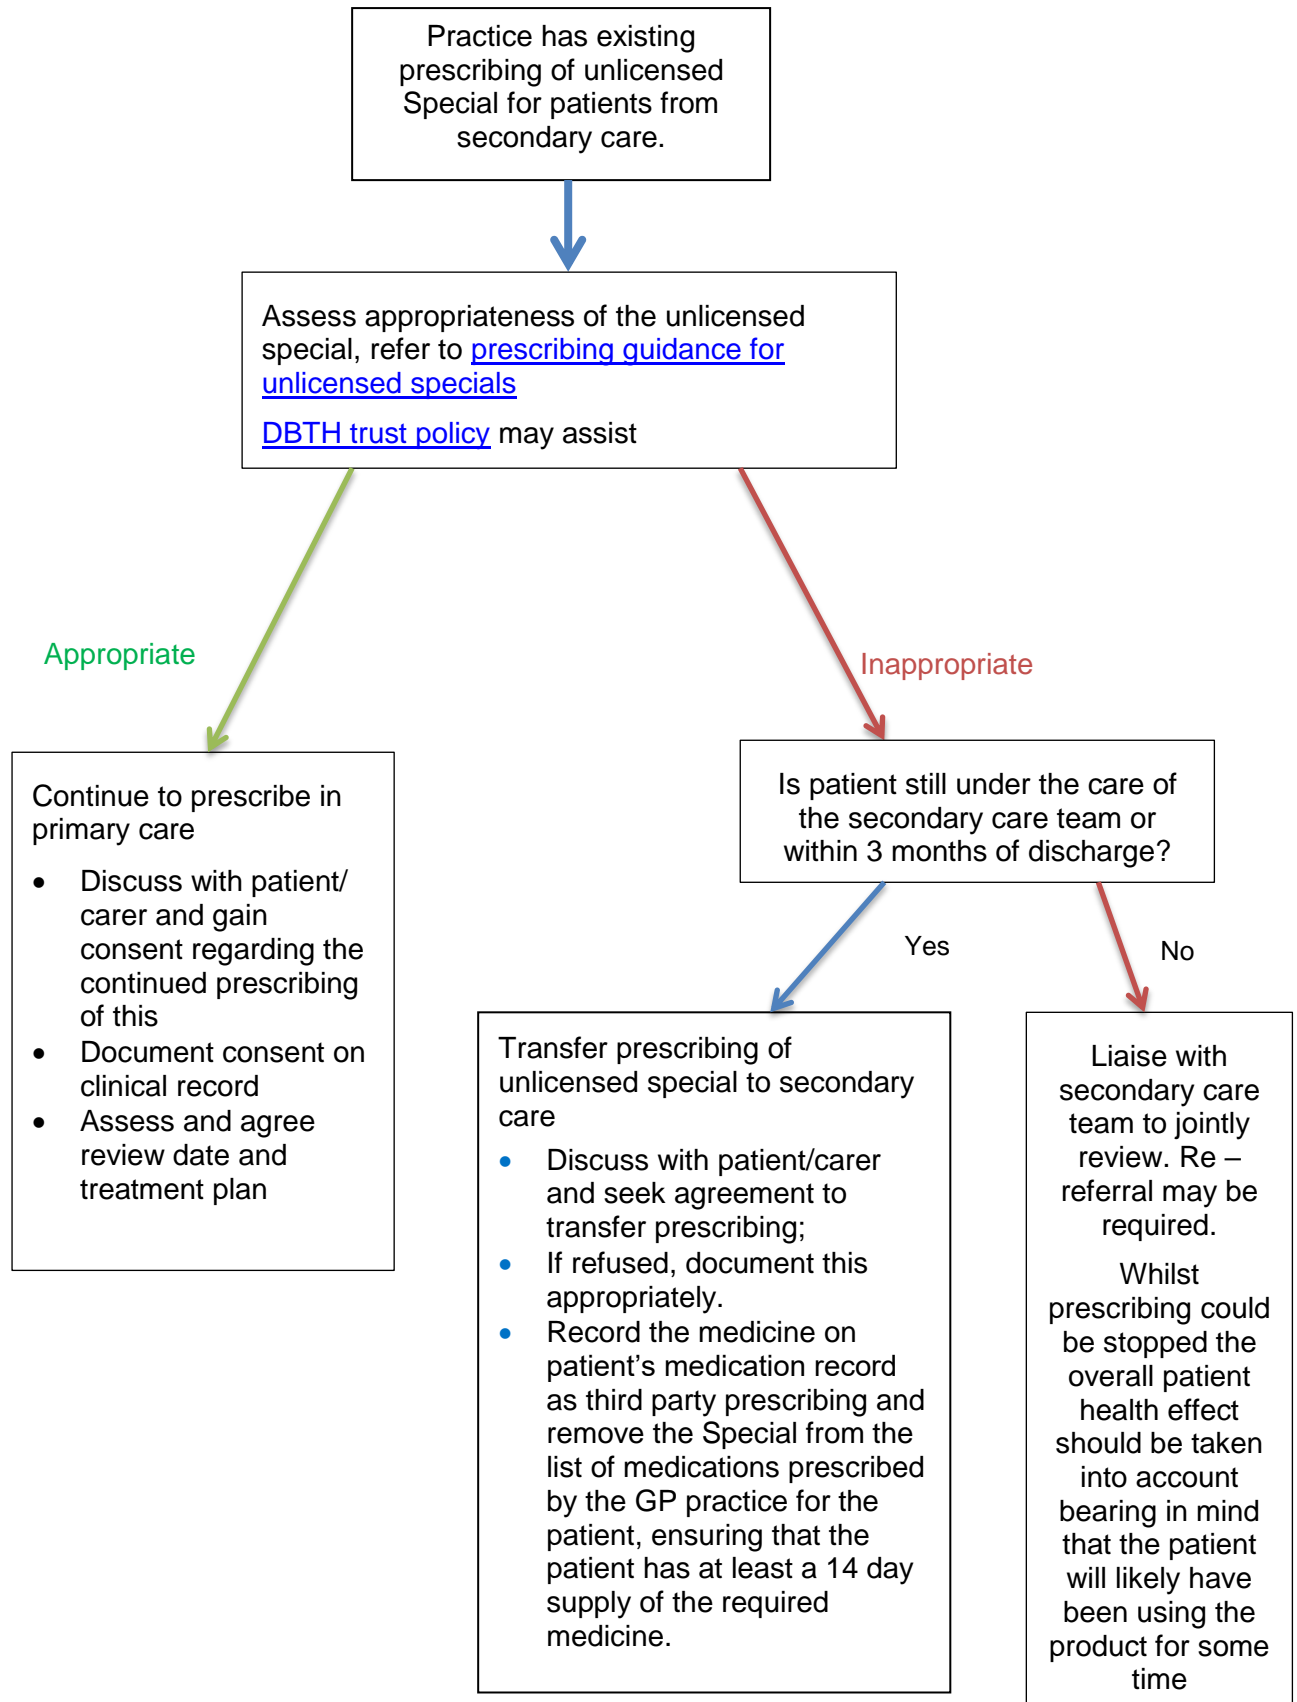 Practice has existing
prescribing of unlicensed
Special for patients from
secondary care.
Assess appropriateness of the unlicensed
special, refer to prescribing guidance for
unlicensed specials
DBTH trust policy may assist
Appropriate
Inappropriate
Continue to prescribe in
primary care
• Discuss with patient/
carer and gain
consent regarding the
continued prescribing
of this
• Document consent on
clinical record
• Assess and agree
review date and
treatment plan
Is patient still under the care of
the secondary care team or
within 3 months of discharge?
Yes
No
Transfer prescribing of
unlicensed special to secondary
care
• Discuss with patient/carer
and seek agreement to
transfer prescribing;
• If refused, document this
appropriately.
• Record the medicine on
patient’s medication record
as third party prescribing and
remove the Special from the
list of medications prescribed
by the GP practice for the
patient, ensuring that the
patient has at least a 14 day
supply of the required
medicine.
Liaise with
secondary care
team to jointly
review. Re –
referral may be
required.
Whilst
prescribing could
be stopped the
overall patient
health effect
should be taken
into account
bearing in mind
that the patient
will likely have
been using the
product for some
time